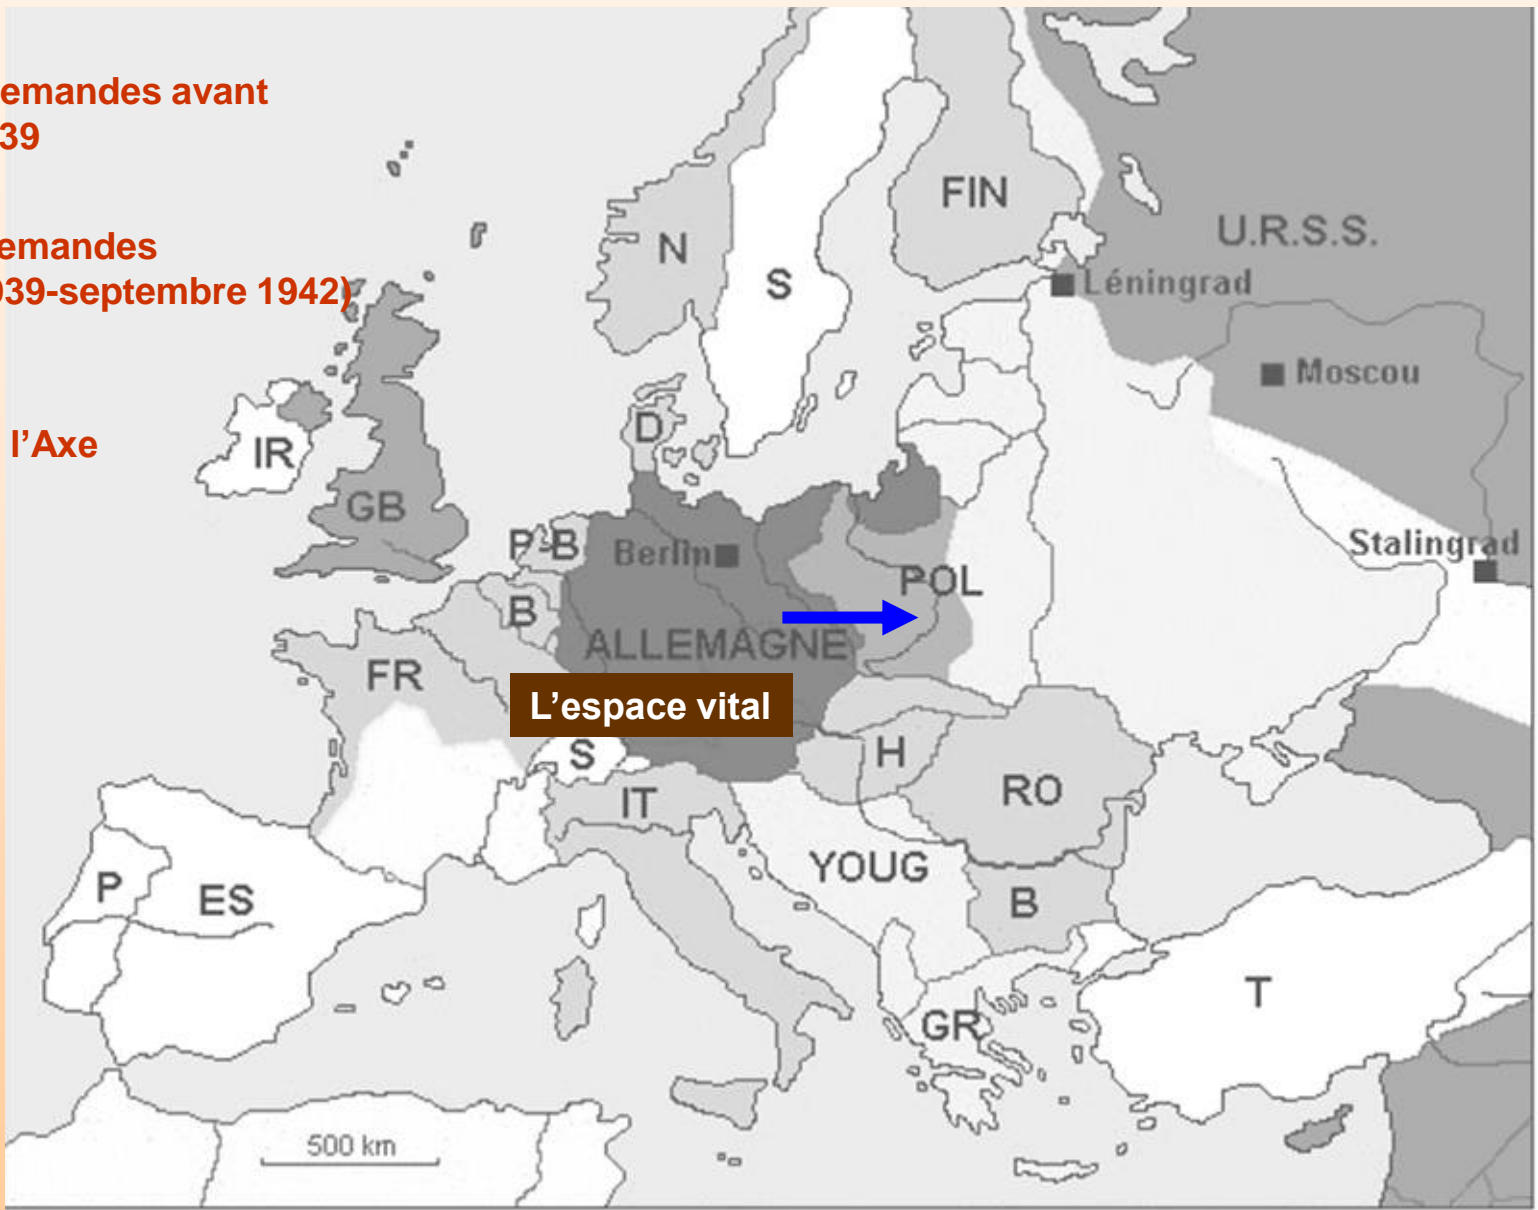 emandes avant
39
emandes
939-septembre 1942)
l'Axe
FIN
U.R.S.S.
N
S
Léningrad
Moscou
D
IR
GB
P-B
Berlin
Stalingrad
POL
B
ALLEMAGNE
FR
L'espace vital
S
H
IT
RO
YOUG
P
ES
B
T
GR
500 km